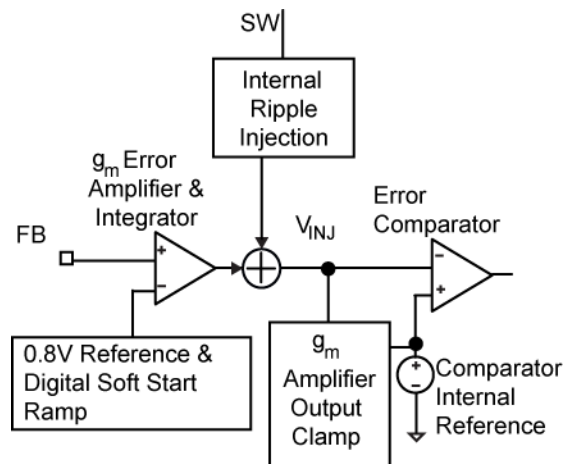 SW
Internal
Ripple
Injection
gm Error
Amplifier &
Integrator
FB
+
−
VINJ
Error
Comparator
−
+
0.8V Reference &
Digital Soft Start
Ramp
gm
Amplifier
Output
Clamp
+
−
Comparator
Internal
Reference